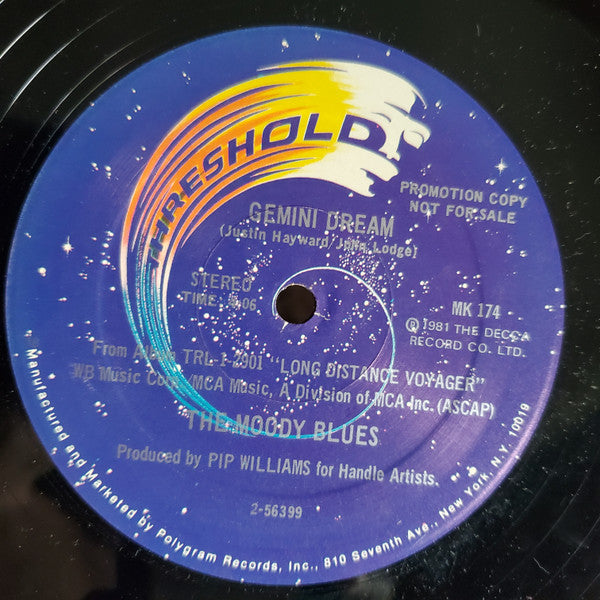 THRESHOLD
PROMOTION COPY
NOT FOR SALE
GEMINI DREAM
(Justin Hayward/John Lodge)
STEREO
TIME: :06
MK 174
℗ 1981 THE DECCA
RECORD CO. LTD.
From Album TRL-1-2901 "LONG DISTANCE VOYAGER"
WB Music Corp./MCA Music, A Division of MCA Inc. (ASCAP)
THE MOODY BLUES
Produced by PIP WILLIAMS for Handle Artists.
2-56399
Manufactured and Marketed by Polygram Records, Inc., 810 Seventh Ave., New York, N.Y. 10019